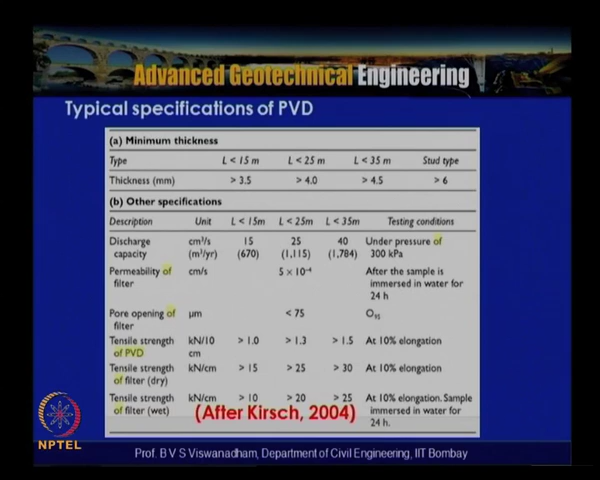 Advanced Geotechnical Engineering
Typical specifications of PVD
(a) Minimum thickness
Type L < 15 m L < 25 m L < 35 m Stud type
Thickness (mm) > 3.5 > 4.0 > 4.5 > 6
(b) Other specifications
Description Unit L < 15m L < 25m L < 35m Testing conditions
Discharge cm³/s 15 25 40 Under pressure of
capacity (m³/yr) (670) (1,115) (1,784) 300 kPa
Permeability of cm/s 5 × 10⁻⁴ After the sample is
filter immersed in water for
24 h
Pore opening of μm < 75 O₉₅
filter
Tensile strength kN/10 > 1.0 > 1.3 > 1.5 At 10% elongation
of PVD cm
Tensile strength kN/cm > 15 > 25 > 30 At 10% elongation
of filter (dry)
Tensile strength kN/cm > 10 > 20 > 25 At 10% elongation. Sample
of filter (wet) immersed in water for
24 h.
(After Kirsch, 2004)
NPTEL
Prof. B V S Viswanadham, Department of Civil Engineering, IIT Bombay